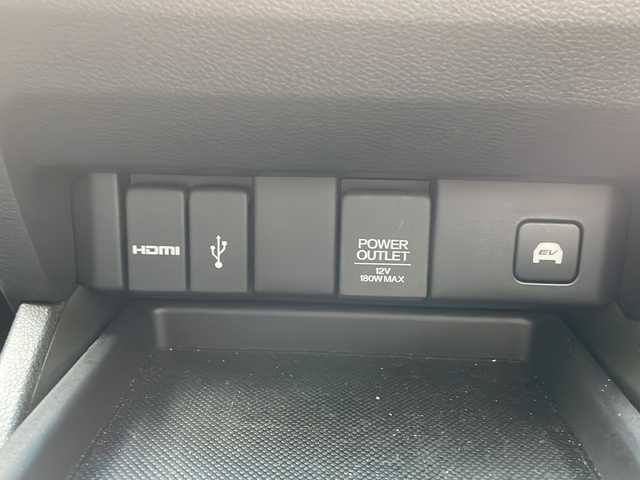 HDMI
POWER
OUTLET
12V
180W MAX
EV